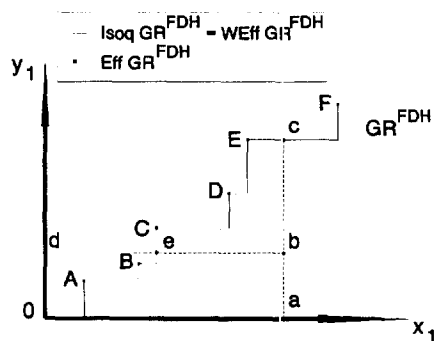 Isoq GR^FDH = WEff GR^FDH
Eff GR^FDH
y1
F
E
c
GR^FDH
D
C
d
e
b
B
A
a
0
x1